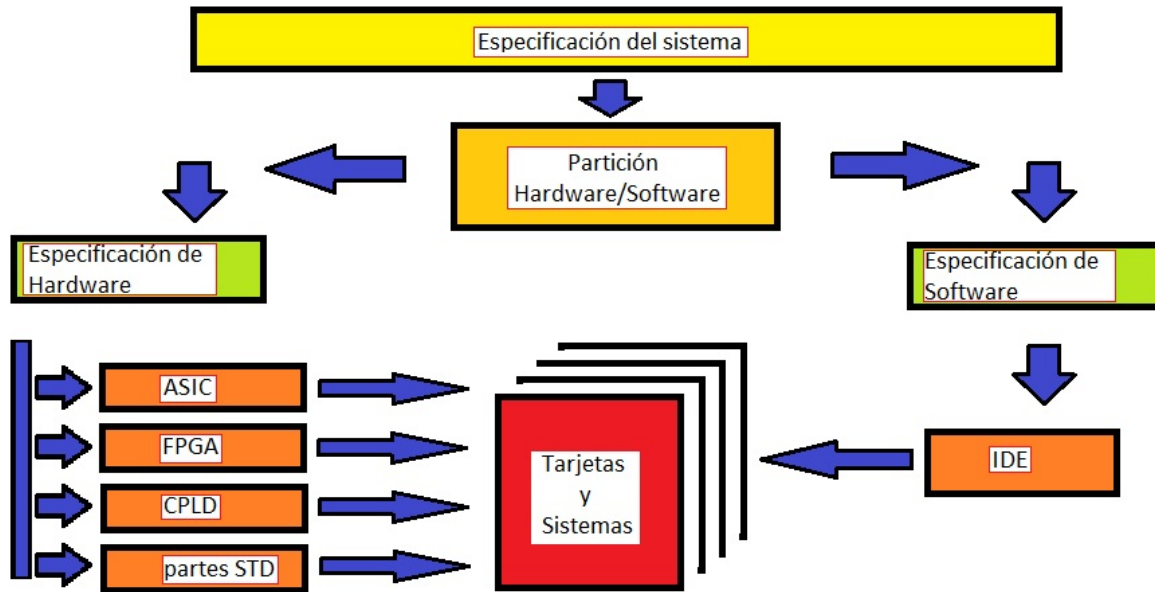 Especificación del sistema
Partición
Hardware/Software
Especificación de
Hardware
Especificación de
Software
ASIC
FPGA
CPLD
partes STD
Tarjetas
y
Sistemas
IDE